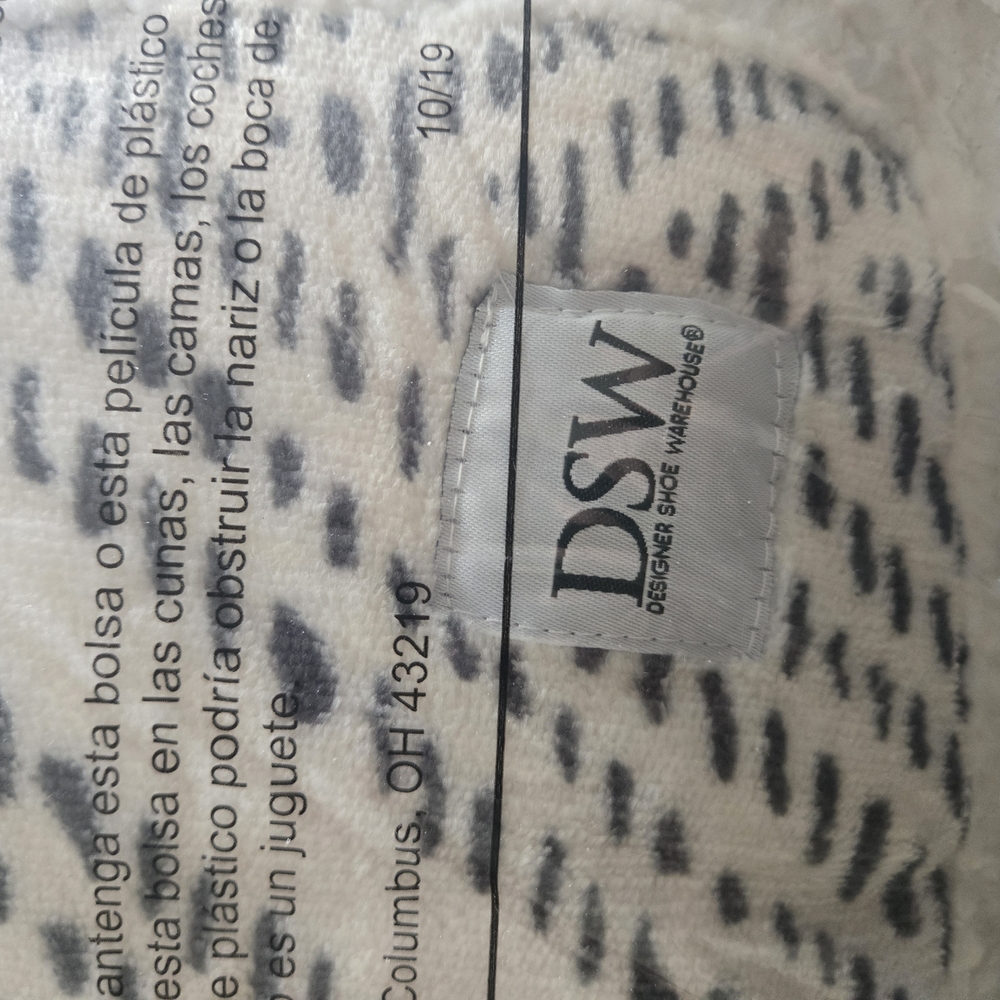 antenga esta bolsa o esta película de plástico
esta bolsa en las cunas, las camas, los coches
e plástico podría obstruir la nariz o la boca de
o es un juguete.
Columbus, OH 43219 10/19
DSW
DESIGNER SHOE WAREHOUSE®